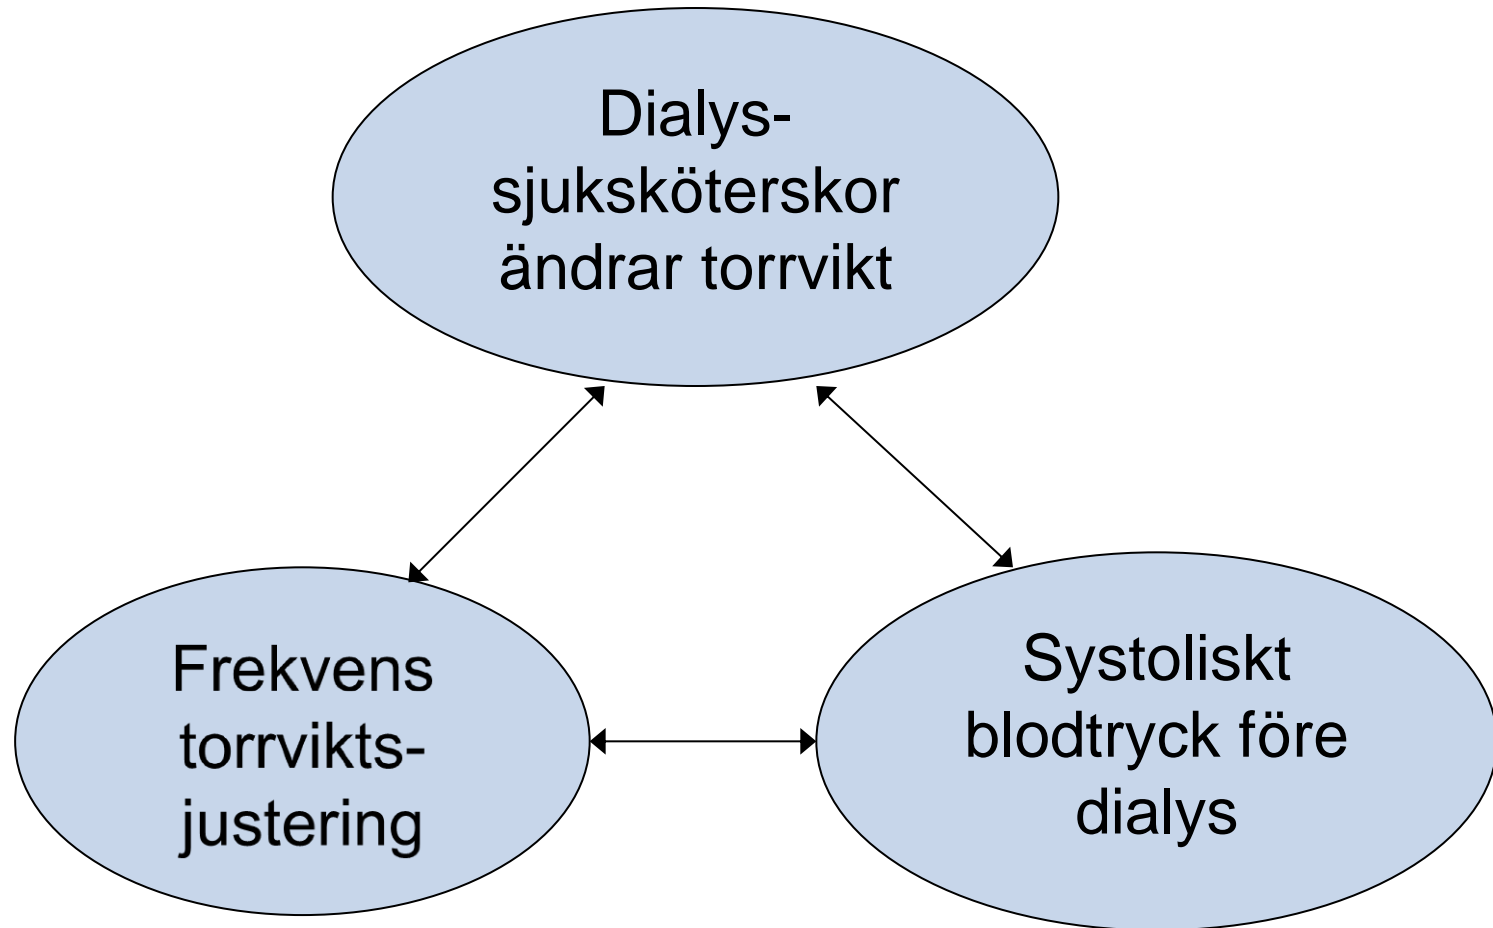 Dialys-
sjuksköterskor
ändrar torrvikt
Frekvens
torrvikts-
justering
Systoliskt
blodtryck före
dialys